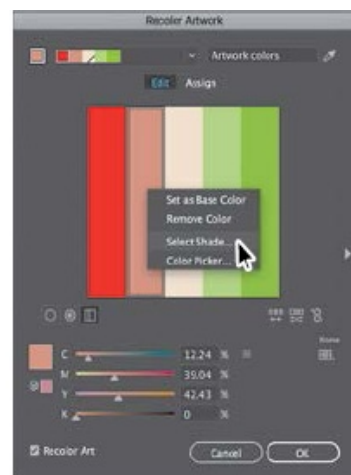 Recolor Artwork
Artwork colors
Edit Assign
Set as Base Color
Remove Color
Select Shade...
Color Picker...
None
C 12.24 %
M 39.04 %
Y 42.43 %
K 0 %
Recolor Art Cancel OK